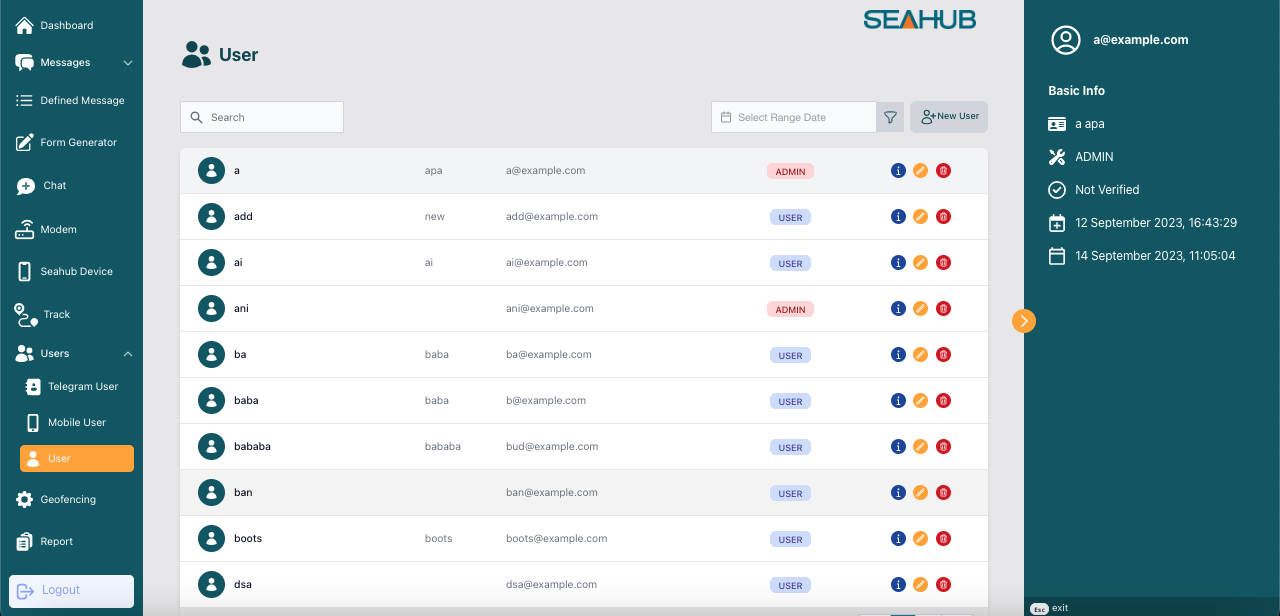 Dashboard
Messages
Defined Message
Form Generator
Chat
Modem
Seahub Device
Track
Users
Telegram User
Mobile User
User
Geofencing
Report
Logout
SEAHUB
User
Search
Select Range Date
New User
a apa a@example.com ADMIN
add new add@example.com USER
ai ai ai@example.com USER
ani ani@example.com ADMIN
ba baba ba@example.com USER
baba baba b@example.com USER
bababa bababa bud@example.com USER
ban ban@example.com USER
boots boots boots@example.com USER
dsa dsa@example.com USER
a@example.com
Basic Info
a apa
ADMIN
Not Verified
12 September 2023, 16:43:29
14 September 2023, 11:05:04
Esc exit